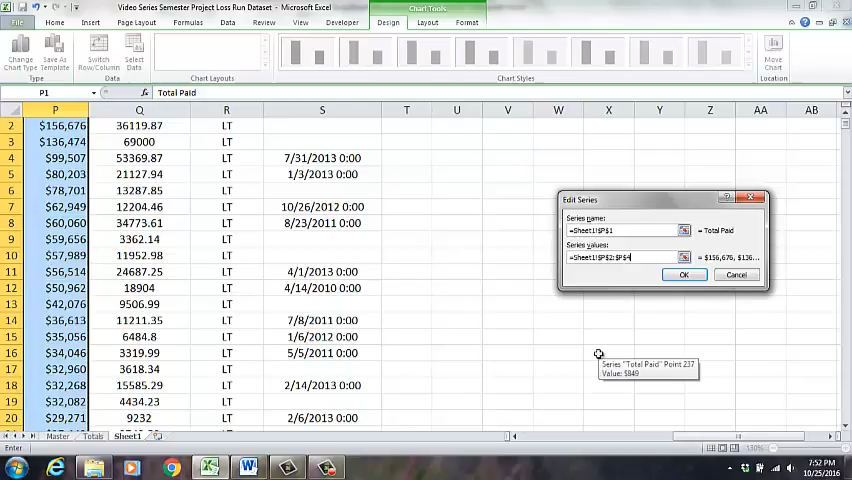 Video Series Semester Project Loss Run Dataset - Microsoft Excel
Chart Tools
File Home Insert Page Layout Formulas Data Review View Developer Design Layout Format
Change Chart Type Save As Template Switch Row/Column Select Data Move Chart
Type Data Chart Layouts Chart Styles Location
P1 fx Total Paid
P Q R S T U V W X Y Z AA AB
2 $156,676 36119.87 LT
3 $136,474 69000 LT
4 $99,507 53369.87 LT 7/31/2013 0:00
5 $80,203 21127.94 LT 1/3/2013 0:00
6 $78,701 13287.85 LT
7 $62,949 12204.46 LT 10/26/2012 0:00
8 $60,060 34773.61 LT 8/23/2011 0:00
9 $59,656 3362.14 LT
10 $57,989 11952.98 LT
11 $56,514 24687.25 LT 4/1/2013 0:00
12 $50,962 18904 LT 4/14/2010 0:00
13 $42,076 9506.99 LT
14 $36,613 11211.35 LT 7/8/2011 0:00
15 $35,056 6484.8 LT 1/6/2012 0:00
16 $34,046 3319.99 LT 5/5/2011 0:00
17 $32,960 3618.34 LT
18 $32,268 15585.29 LT 2/14/2013 0:00
19 $32,082 4434.23 LT
20 $29,271 9232 LT 2/6/2013 0:00
Edit Series
Series name:
=Sheet1!$P$1 = Total Paid
Series values:
=Sheet1!$P$2:$P$4 = $156,676, $136...
OK Cancel
Series "Total Paid" Point 237
Value: $849
Master Totals Sheet1
Enter 130%
7:52 PM
10/25/2016